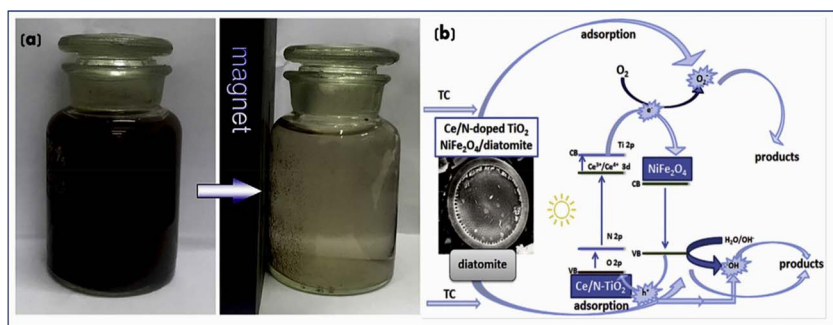 (a)
magnet
(b)
adsorption
O₂
O₂⁻
e⁻
TC
Ce/N-doped TiO₂
NiFe₂O₄/diatomite
Ti 2p
CB
Ce³⁺/Ce⁴⁺ 3d
NiFe₂O₄
CB
products
diatomite
N 2p
O 2p
VB
VB
H₂O/OH⁻
OH
products
Ce/N-TiO₂
h⁺
TC
adsorption